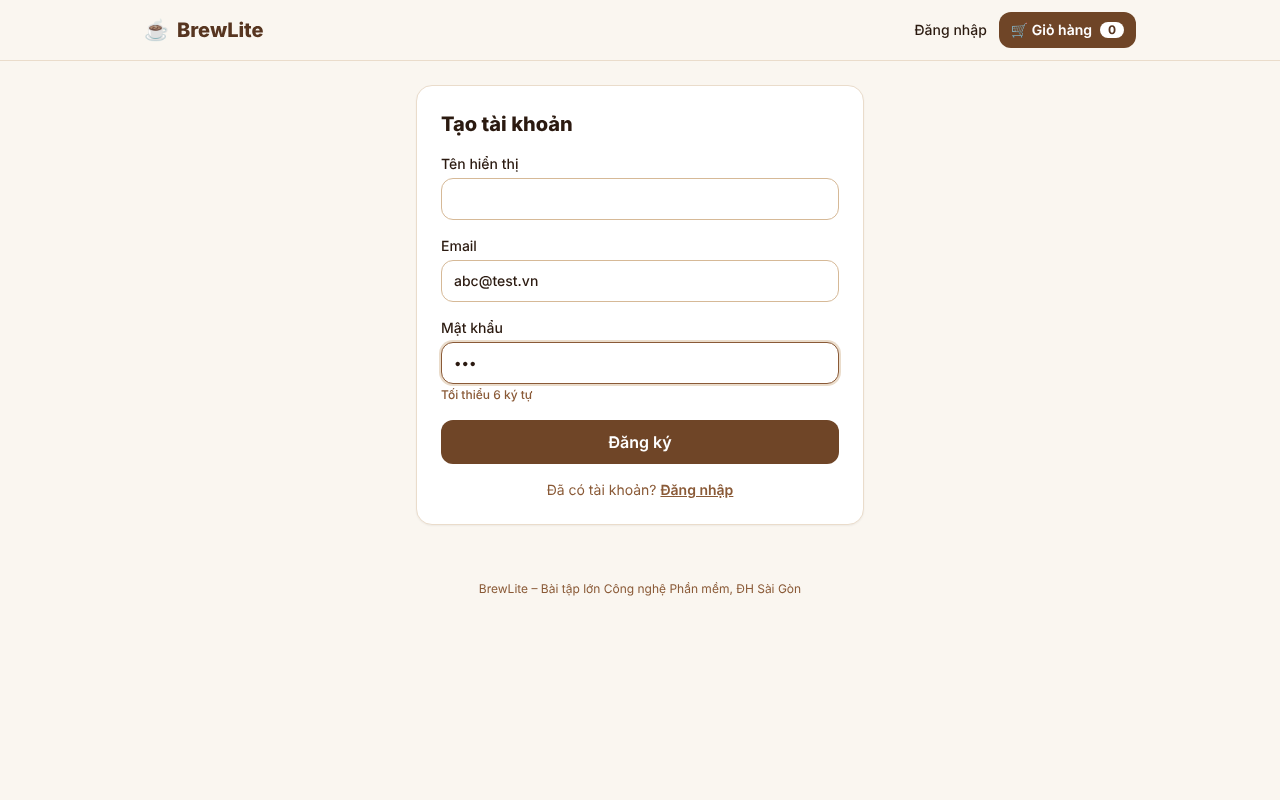 ☕ BrewLite
Đăng nhập
🛒 Giỏ hàng 0
Tạo tài khoản
Tên hiển thị
Email
abc@test.vn
Mật khẩu
•••
Tối thiểu 6 ký tự
Đăng ký
Đã có tài khoản? Đăng nhập
BrewLite – Bài tập lớn Công nghệ Phần mềm, ĐH Sài Gòn